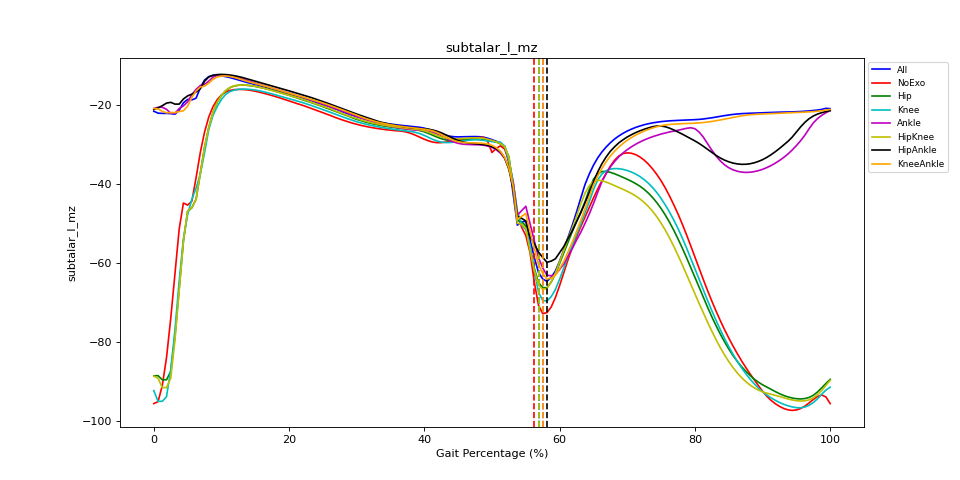 subtalar_l_mz
All
NoExo
Hip
Knee
Ankle
HipKnee
HipAnkle
KneeAnkle
subtalar_l_mz
−20
−40
−60
−80
−100
0 20 40 60 80 100
Gait Percentage (%)